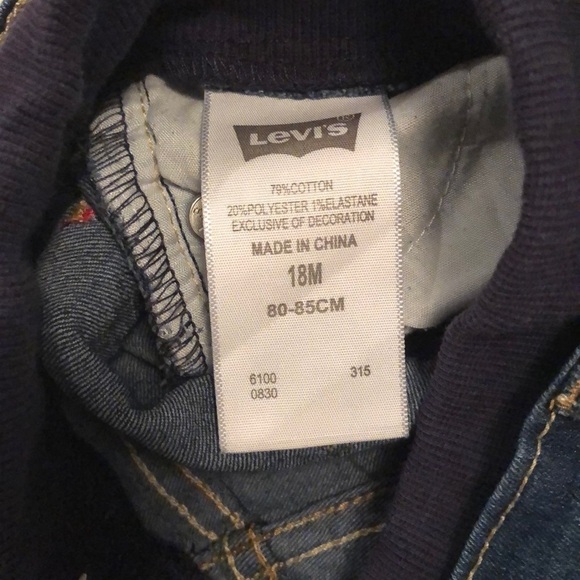 LEVI'S
79%COTTON
20%POLYESTER 1%ELASTANE
EXCLUSIVE OF DECORATION
MADE IN CHINA
18M
80-85CM
6100 315
0830